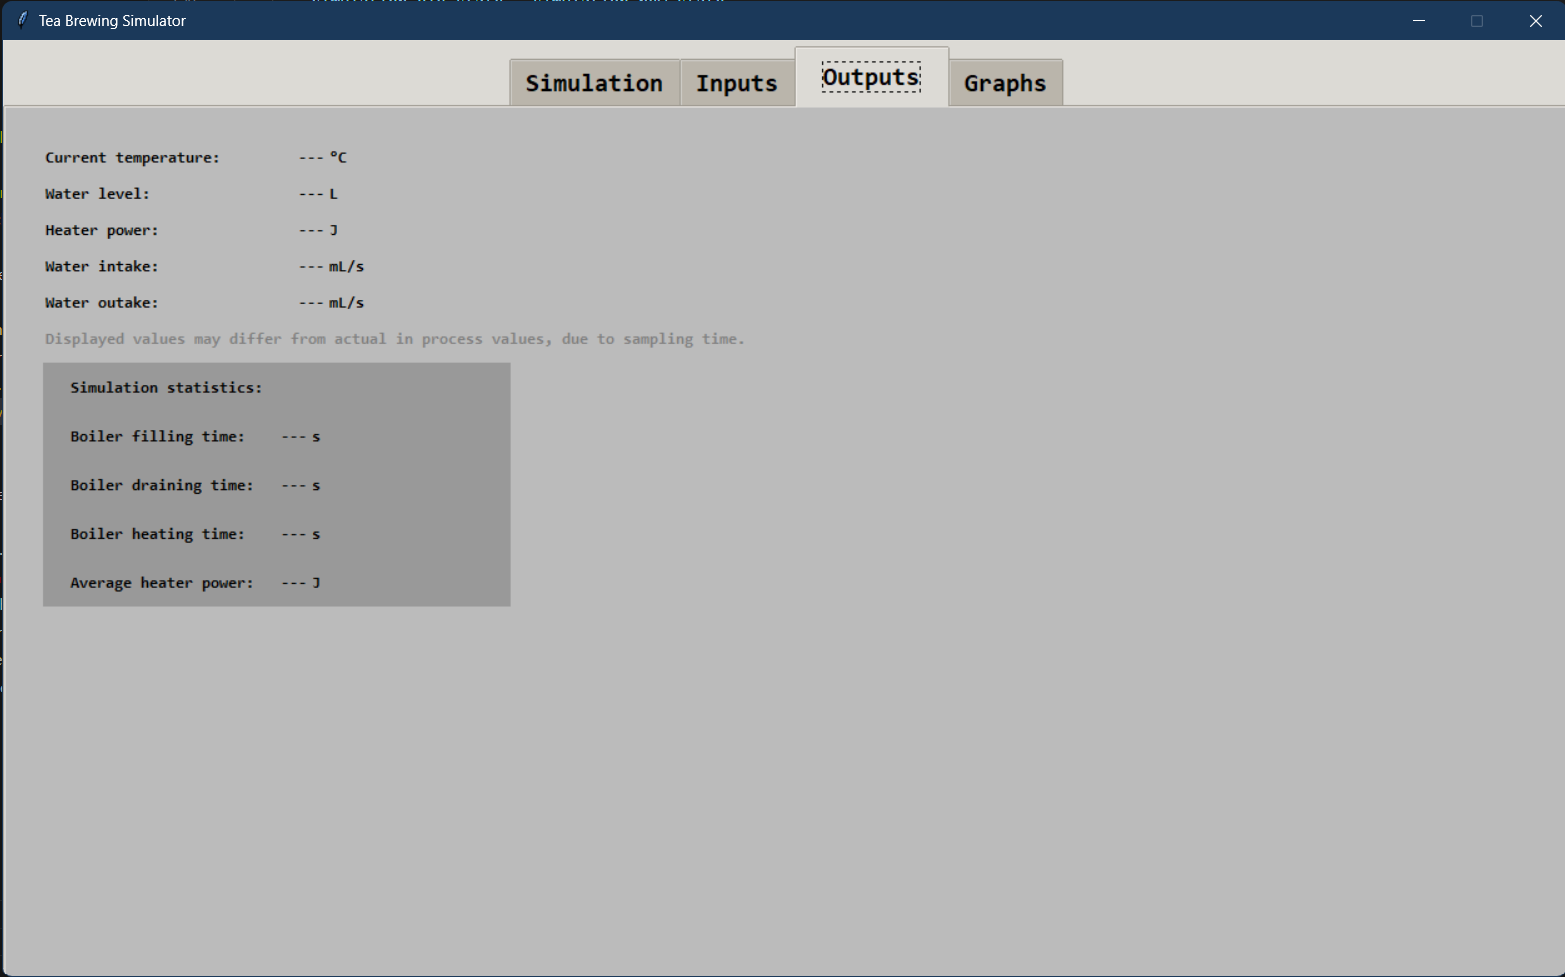 Tea Brewing Simulator
Simulation Inputs Outputs Graphs
Current temperature: --- °C
Water level: --- L
Heater power: --- J
Water intake: --- mL/s
Water outake: --- mL/s
Displayed values may differ from actual in process values, due to sampling time.
Simulation statistics:
Boiler filling time: --- s
Boiler draining time: --- s
Boiler heating time: --- s
Average heater power: --- J